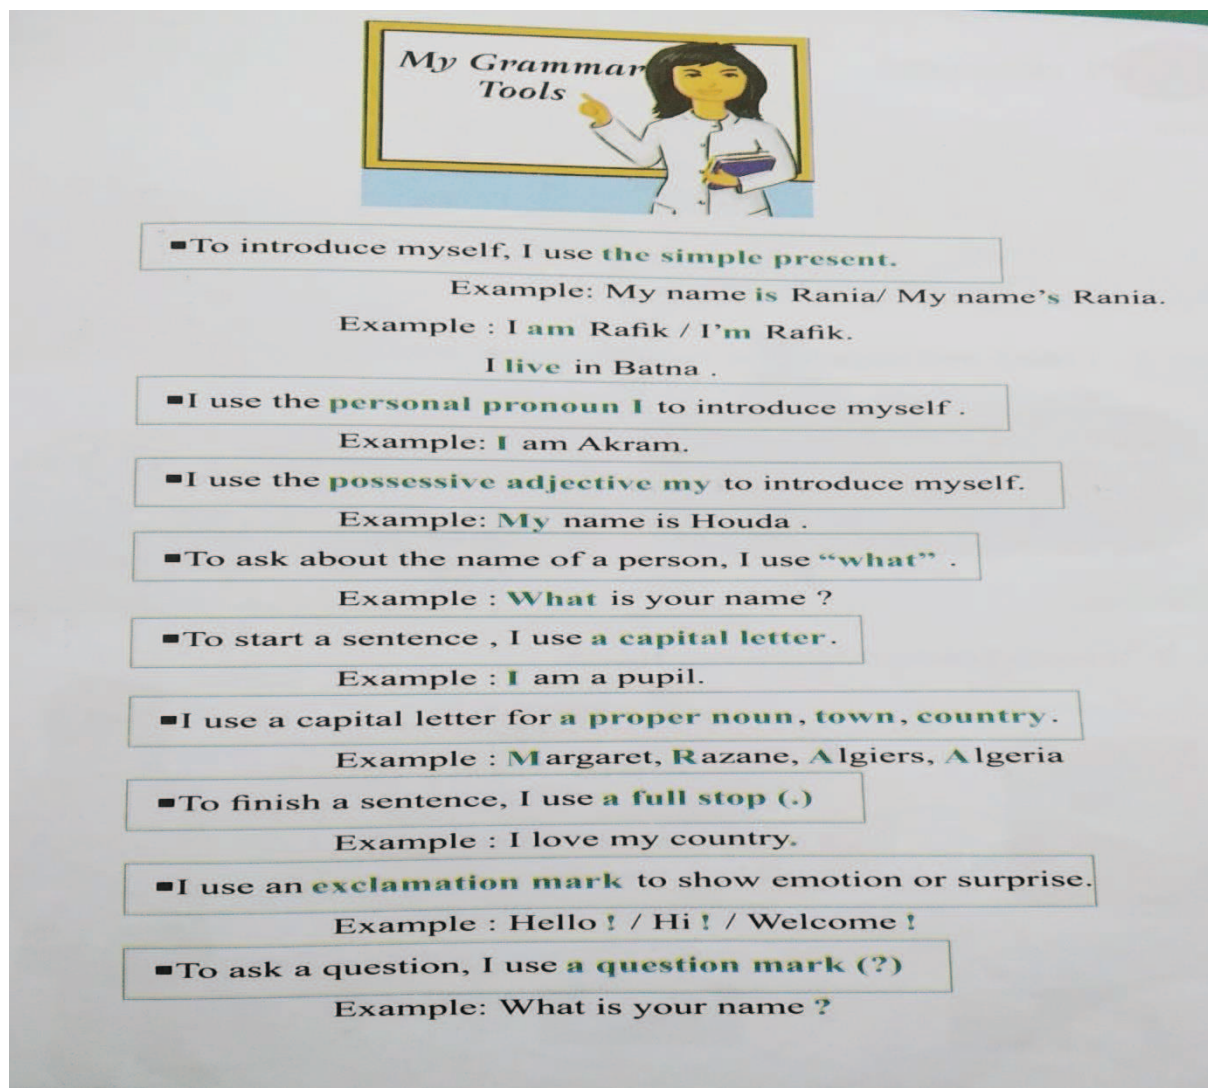 My Grammar
Tools
▪To introduce myself, I use the simple present.
Example: My name is Rania/ My name's Rania.
Example : I am Rafik / I'm Rafik.
I live in Batna .
▪I use the personal pronoun I to introduce myself .
Example: I am Akram.
▪I use the possessive adjective my to introduce myself.
Example: My name is Houda .
▪To ask about the name of a person, I use “what” .
Example : What is your name ?
▪To start a sentence , I use a capital letter.
Example : I am a pupil.
▪I use a capital letter for a proper noun, town, country.
Example : Margaret, Razane, Algiers, Algeria
▪To finish a sentence, I use a full stop (.)
Example : I love my country.
▪I use an exclamation mark to show emotion or surprise.
Example : Hello ! / Hi ! / Welcome !
▪To ask a question, I use a question mark (?)
Example: What is your name ?